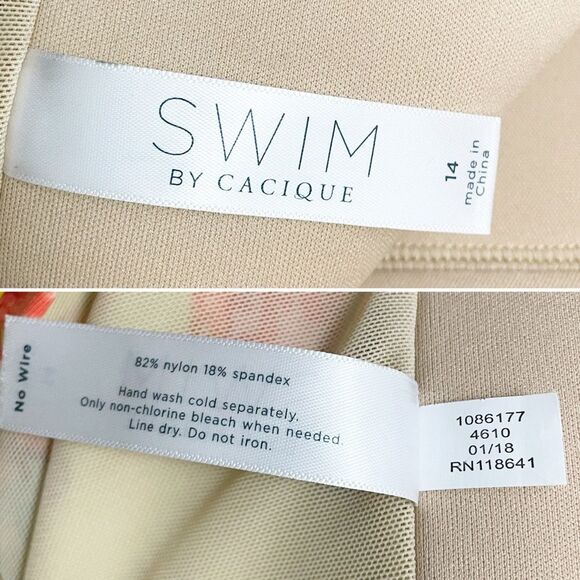 SWIM
BY CACIQUE
14
made in
China
No Wire
82% nylon 18% spandex
Hand wash cold separately.
Only non-chlorine bleach when needed.
Line dry. Do not iron.
1086177
4610
01/18
RN118641